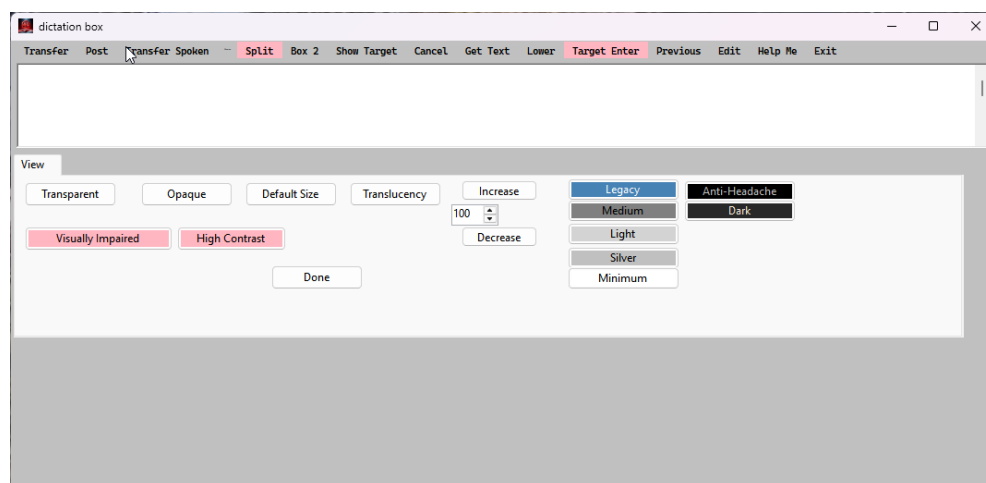 dictation box
Transfer Post Transfer Spoken – Split Box 2 Show Target Cancel Get Text Lower Target Enter Previous Edit Help Me Exit
View
Transparent Opaque Default Size Translucency Increase Legacy Anti-Headache
100 Medium Dark
Visually Impaired High Contrast Decrease Light
Silver
Done Minimum